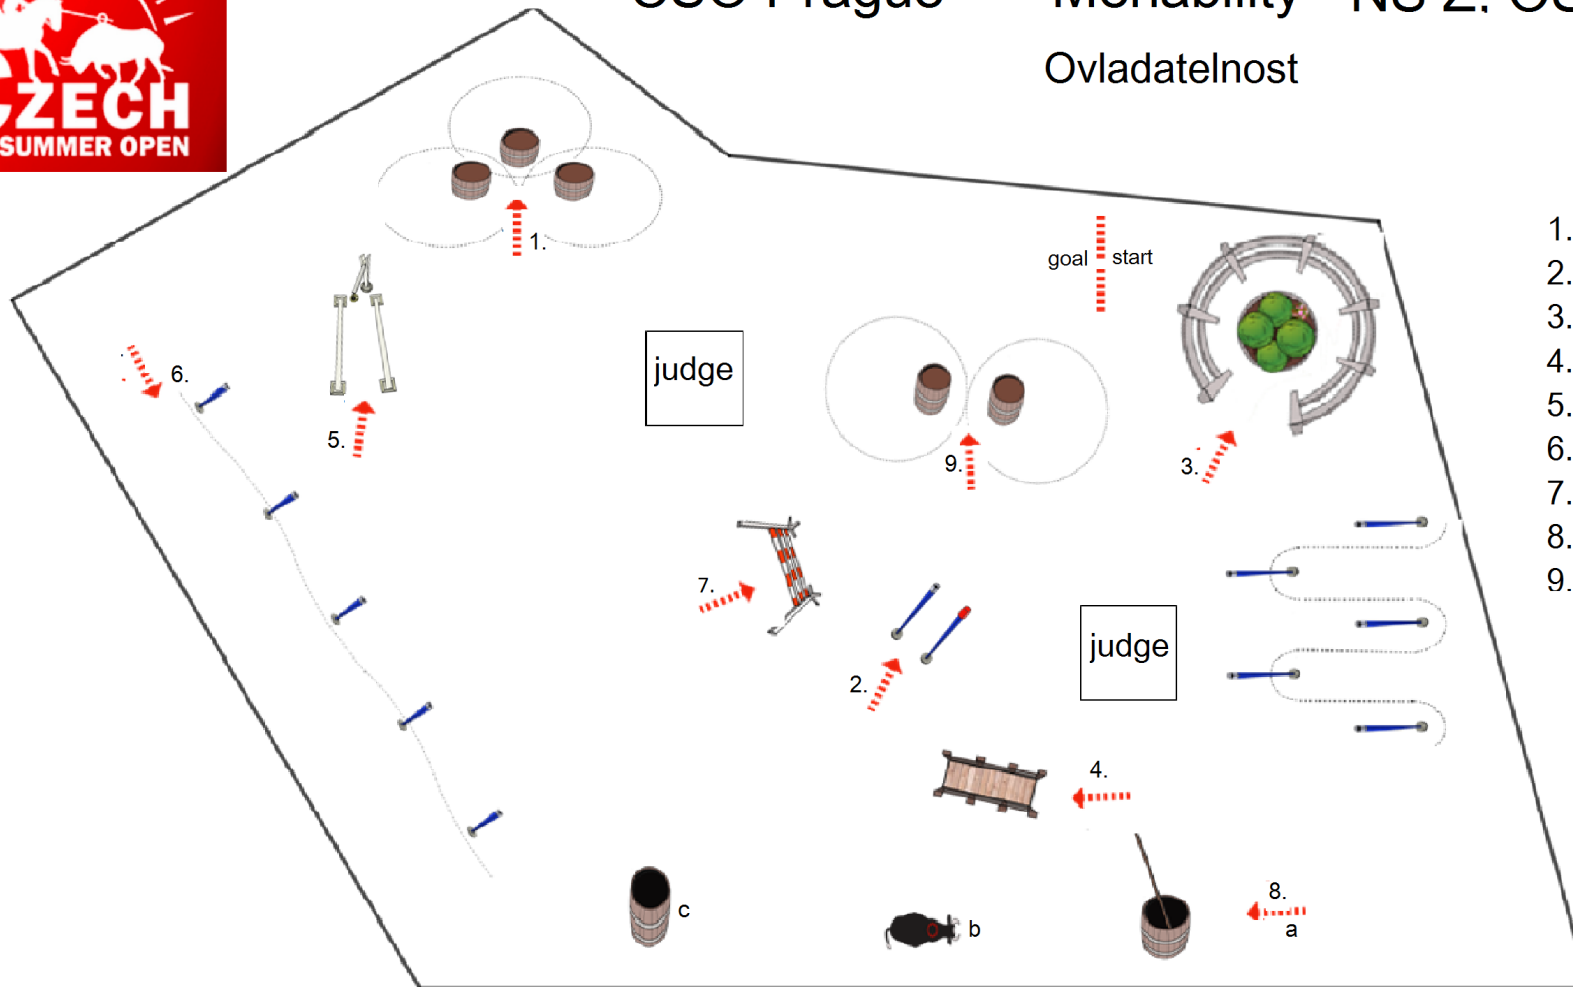 CZECH
SUMMER OPEN
Ovladatelnost
1.
goal start
judge
6.
5.
9.
3.
7.
2.
judge
4.
8.
a
b
c
1.
2.
3.
4.
5.
6.
7.
8.
9.